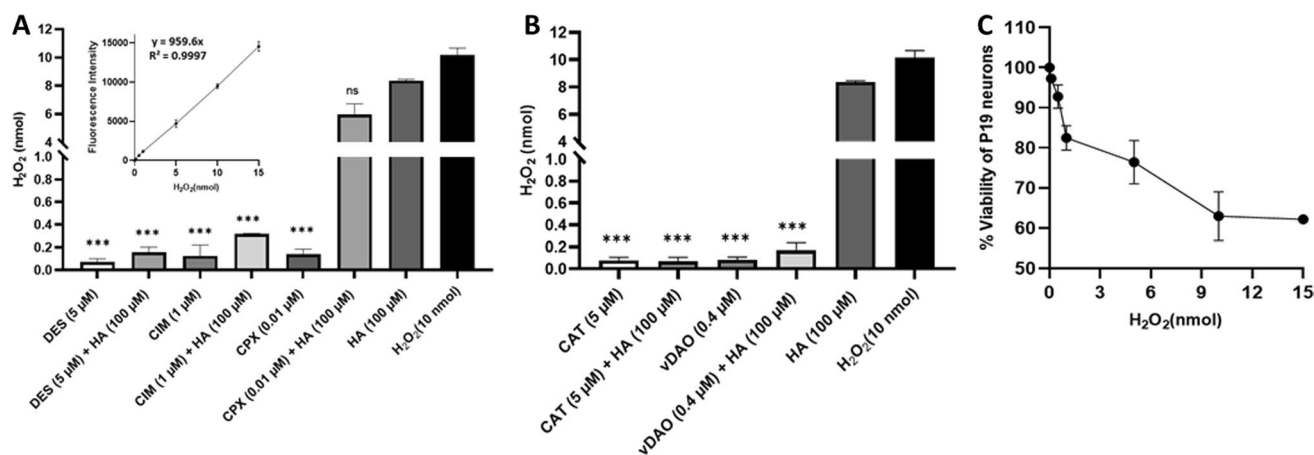 A
H₂O₂ (nmol)
12
10
8
6
4
1.0
0.8
0.6
0.4
0.2
0.0
y = 959.6x
R² = 0.9997
Fluorescence Intensity
15000
10000
5000
0
0
5
10
15
H₂O₂(nmol)
***
***
***
***
***
ns
DES (5 µM)
DES (5 µM) + HA (100 µM)
CIM (1 µM)
CIM (1 µM) + HA (100 µM)
CPX (0.01 µM)
CPX (0.01 µM) + HA (100 µM)
HA (100 µM)
H₂O₂(10 nmol)
B
H₂O₂ (nmol)
12
10
8
6
4
1.0
0.8
0.6
0.4
0.2
0.0
***
***
***
***
CAT (5 µM)
CAT (5 µM) + HA (100 µM)
vDAO (0.4 µM)
vDAO (0.4 µM) + HA (100 µM)
HA (100 µM)
H₂O₂(10 nmol)
C
% Viability of P19 neurons
110
100
90
80
70
60
50
0
3
6
9
12
15
H₂O₂(nmol)